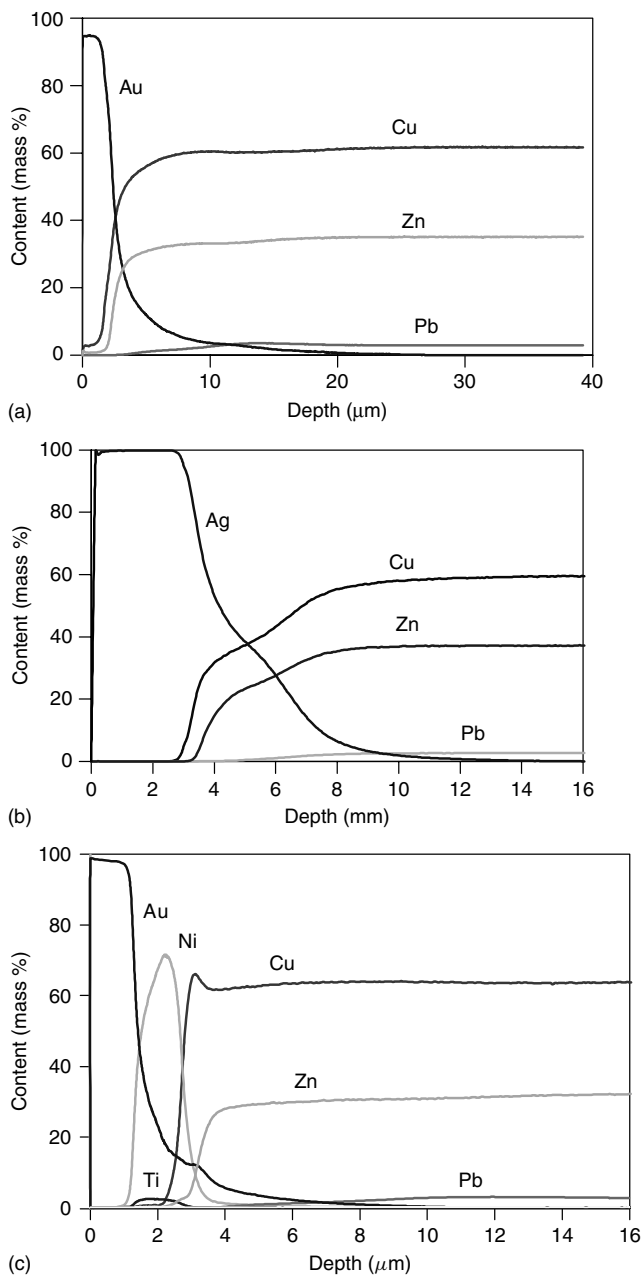 100
80
60
40
20
0
Content (mass %)
Au
Cu
Zn
Pb
0 10 20 30 40
Depth (μm)
(a)
100
80
60
40
20
0
Content (mass %)
Ag
Cu
Zn
Pb
0 2 4 6 8 10 12 14 16
Depth (mm)
(b)
100
80
60
40
20
0
Content (mass %)
Au
Ni
Cu
Zn
Ti
Pb
0 2 4 6 8 10 12 14 16
Depth (μm)
(c)